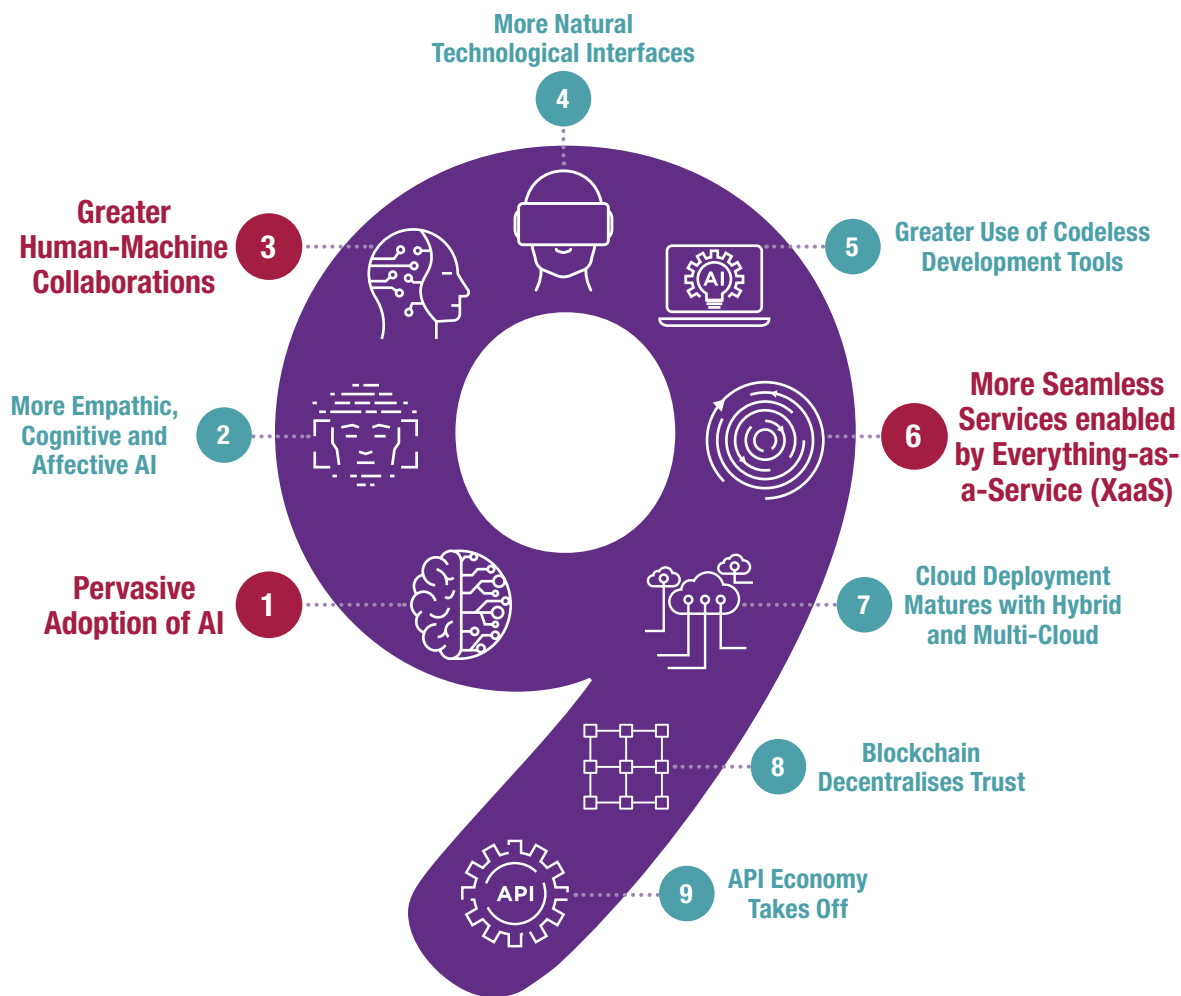 More Natural
Technological Interfaces
4
Greater
Human-Machine
Collaborations
3
5
Greater Use of Codeless
Development Tools
AI
More Empathic,
Cognitive and
Affective AI
2
6
More Seamless
Services enabled
by Everything-as-
a-Service (XaaS)
Pervasive
Adoption of AI
1
7
Cloud Deployment
Matures with Hybrid
and Multi-Cloud
8
Blockchain
Decentralises Trust
API
9
API Economy
Takes Off